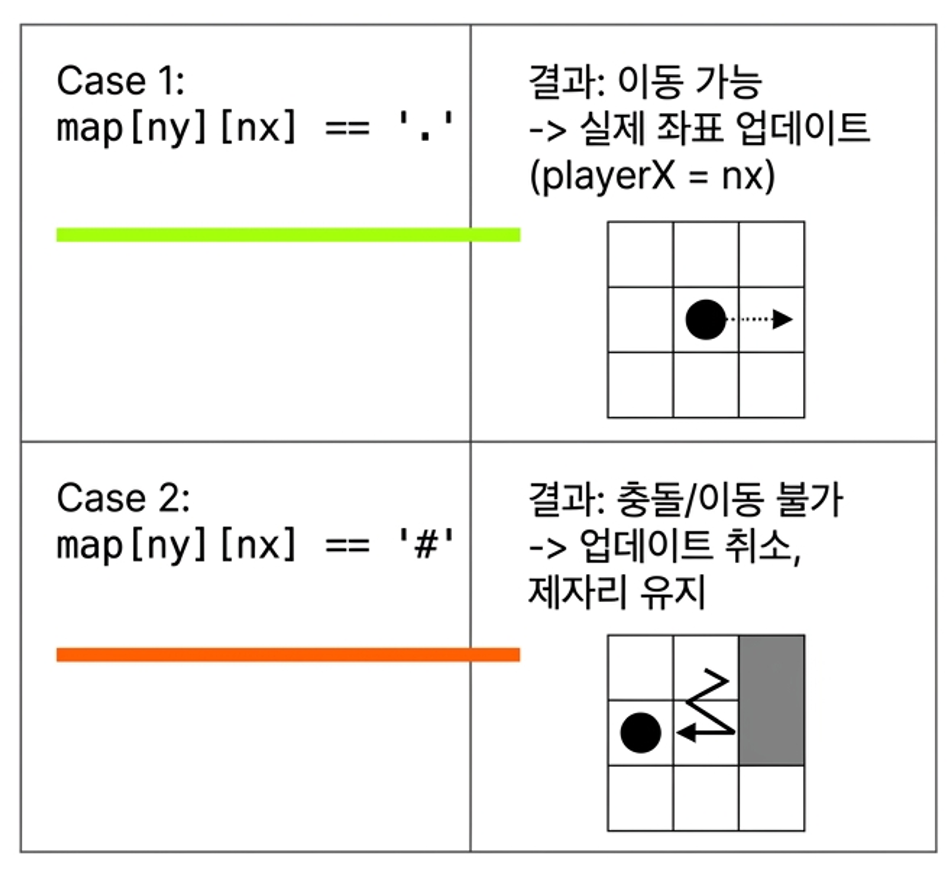 Case 1:
map[ny][nx] == '.'
결과: 이동 가능
-> 실제 좌표 업데이트
(playerX = nx)
Case 2:
map[ny][nx] == '#'
결과: 충돌/이동 불가
-> 업데이트 취소,
제자리 유지